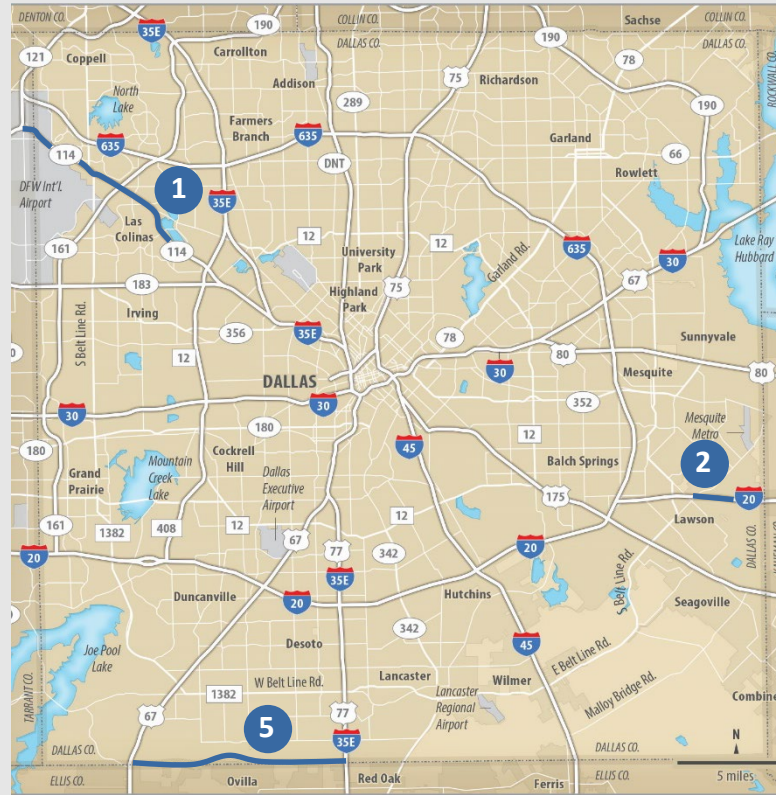 DENTON CO.
DALLAS CO.
COLLIN CO.
DALLAS CO.
Sachse
COLLIN CO.
DALLAS CO.
35E
190
190
78
121
Coppell
Carrollton
Addison
75
Richardson
ROCKWALL CO.
North
Lake
289
190
Farmers
Branch
Garland
635
635
114
DNT
66
Rowlett
DFW Int'l.
Airport
1
35E
Las
Colinas
161
114
12
University
Park
12
Garland Rd.
635
30
Lake Ray
Hubbard
183
Highland
Park
75
67
Irving
S Belt Line Rd.
356
35E
78
Sunnyvale
12
80
80
DALLAS
30
Mesquite
30
30
352
Mesquite
Metro
180
180
45
12
Cockrell
Hill
Balch Springs
2
Mountain
Creek
Lake
Grand
Prairie
Dallas
Executive
Airport
175
20
Lawson
161
1382
408
12
67
12
DALLAS CO.
20
77
342
20
S Belt Line Rd.
35E
Duncanville
20
Hutchins
Seagoville
342
45
Joe Pool
Lake
Desoto
E Belt Line Rd.
TARRANT CO.
DALLAS CO.
1382
W Belt Line Rd.
Lancaster
Wilmer
Malloy Bridge Rd.
Lancaster
Regional
Airport
Combine
67
77
5
35E
N
DALLAS CO.
ELLIS CO.
DALLAS CO.
ELLIS CO.
Ovilla
Red Oak
Ferris
5 miles